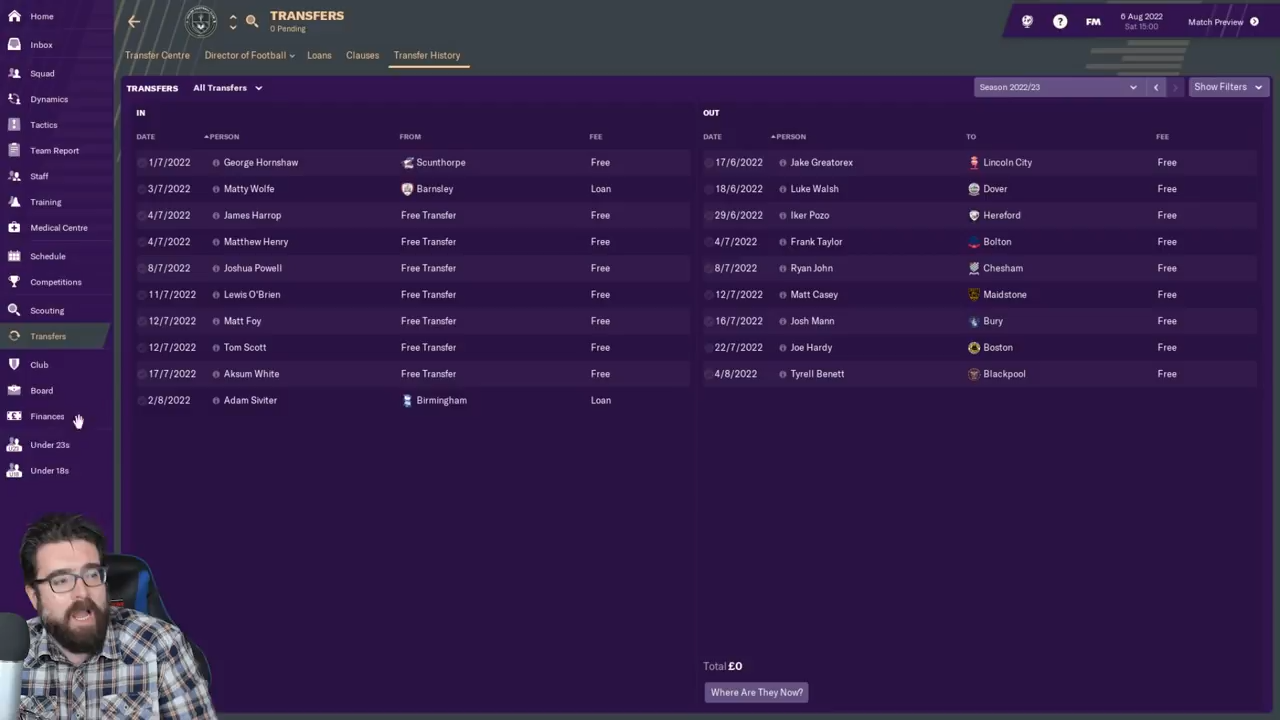 Home
Inbox
Squad
Dynamics
Tactics
Team Report
Staff
Training
Medical Centre
Schedule
Competitions
Scouting
Transfers
Club
Board
Finances
Under 23s
Under 18s
TRANSFERS
0 Pending
6 Aug 2022
Sat 15:00
FM
Match Preview
Transfer Centre
Director of Football
Loans
Clauses
Transfer History
TRANSFERS All Transfers
Season 2022/23
Show Filters
IN
DATE PERSON FROM FEE
1/7/2022 George Hornshaw Scunthorpe Free
3/7/2022 Matty Wolfe Barnsley Loan
4/7/2022 James Harrop Free Transfer Free
4/7/2022 Matthew Henry Free Transfer Free
8/7/2022 Joshua Powell Free Transfer Free
11/7/2022 Lewis O'Brien Free Transfer Free
12/7/2022 Matt Foy Free Transfer Free
12/7/2022 Tom Scott Free Transfer Free
17/7/2022 Aksum White Free Transfer Free
2/8/2022 Adam Siviter Birmingham Loan
OUT
DATE PERSON TO FEE
17/6/2022 Jake Greatorex Lincoln City Free
18/6/2022 Luke Walsh Dover Free
29/6/2022 Iker Pozo Hereford Free
4/7/2022 Frank Taylor Bolton Free
8/7/2022 Ryan John Chesham Free
12/7/2022 Matt Casey Maidstone Free
16/7/2022 Josh Mann Bury Free
22/7/2022 Joe Hardy Boston Free
4/8/2022 Tyrell Benett Blackpool Free
Total £0
Where Are They Now?